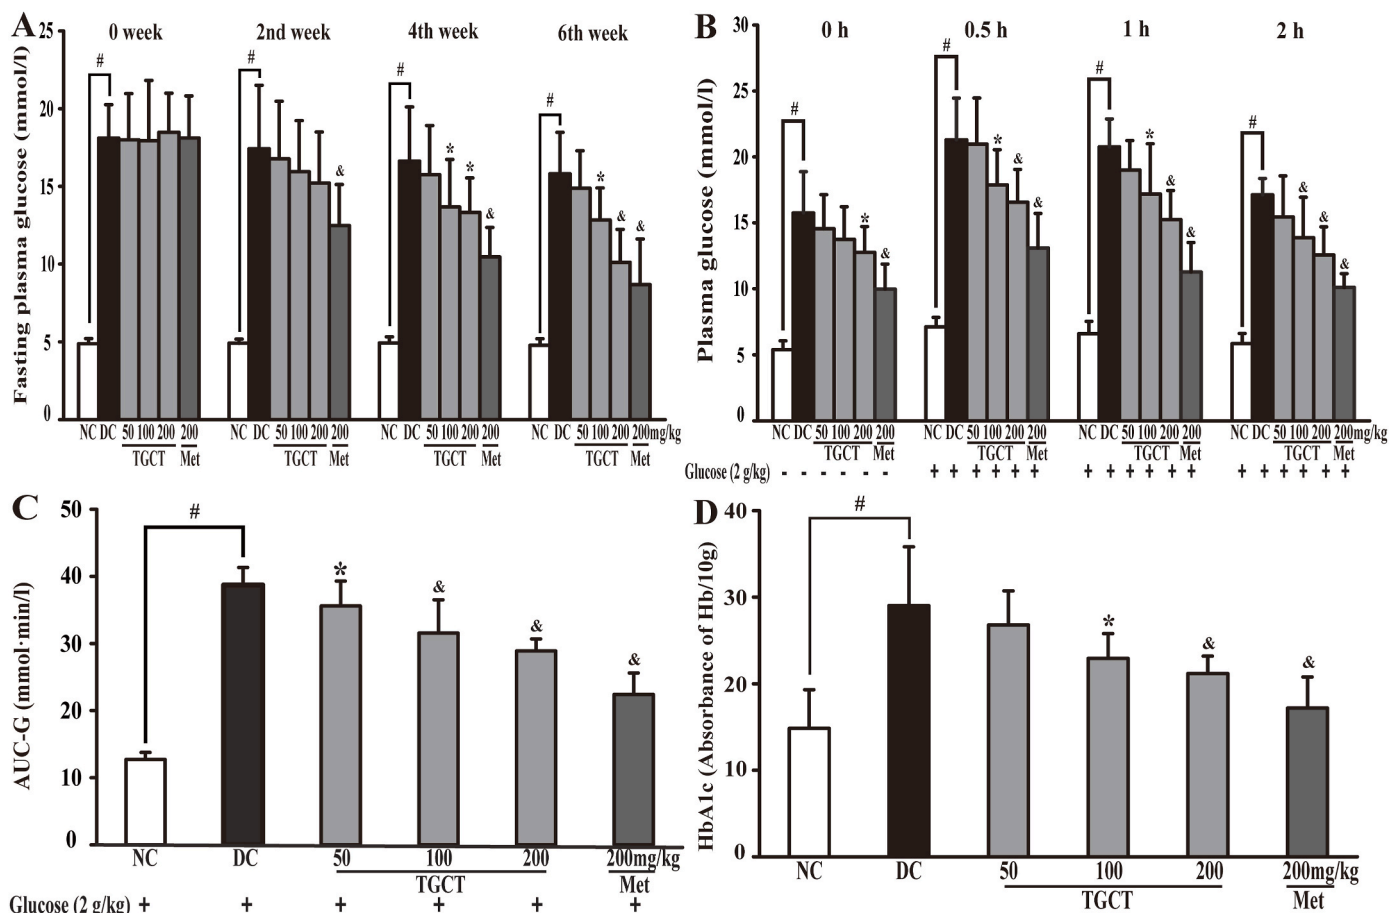 A
Fasting plasma glucose (mmol/l)
25
20
15
10
5
0
0 week
2nd week
4th week
6th week
# # # #
& * * & * & &
NC DC 50 100 200 200 NC DC 50 100 200 200 NC DC 50 100 200 200 NC DC 50 100 200 200mg/kg
TGCT Met TGCT Met TGCT Met TGCT Met
B
Plasma glucose (mmol/l)
30
25
20
15
10
5
0
0 h
0.5 h
1 h
2 h
# # # #
* & * & & * & & & & &
NC DC 50 100 200 200 NC DC 50 100 200 200 NC DC 50 100 200 200 NC DC 50 100 200 200mg/kg
TGCT Met TGCT Met TGCT Met TGCT Met
Glucose (2 g/kg) - - - - - - + + + + + + + + + + + + + + + + + +
C
AUC-G (mmol·min/l)
50
40
30
20
10
0
#
* & & &
NC DC 50 100 200 200mg/kg
TGCT Met
Glucose (2 g/kg) + + + + + +
D
HbA1c (Absorbance of Hb/10g)
40
30
20
10
0
#
* & &
NC DC 50 100 200 200mg/kg
TGCT Met